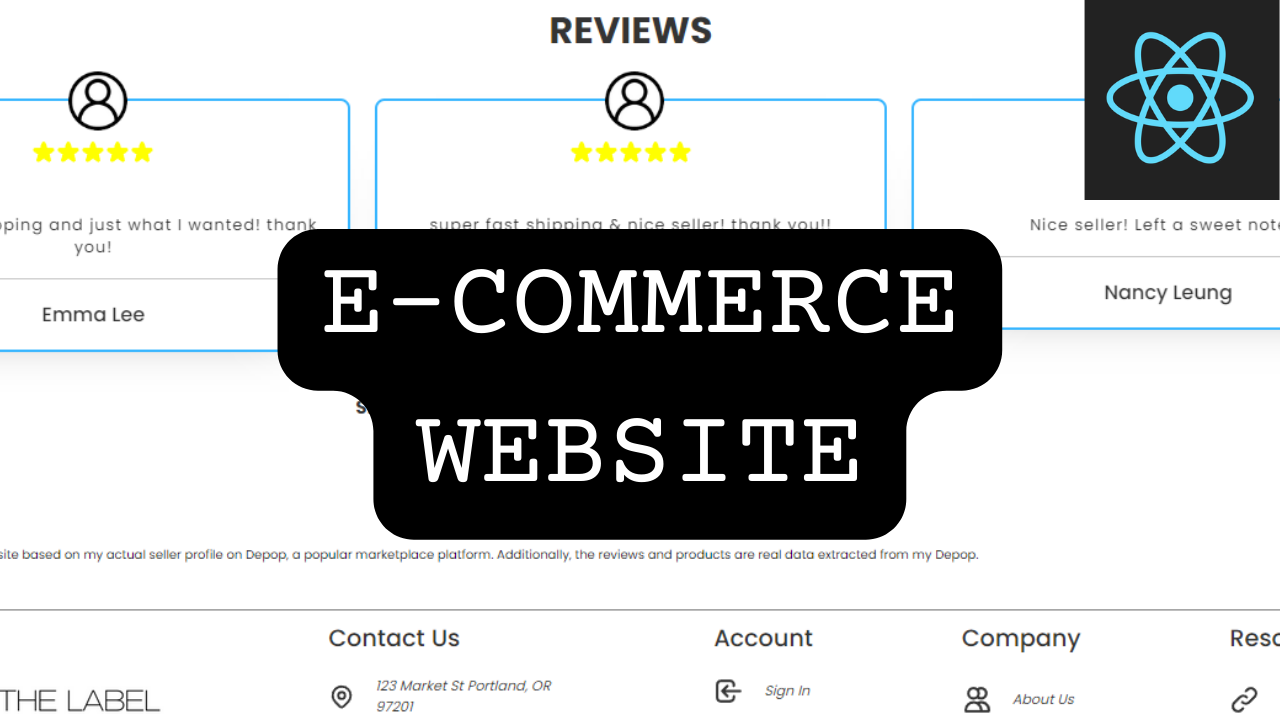 REVIEWS
pping and just what I wanted! thank
you!
Emma Lee
super fast shipping & nice seller! thank you!!
Nice seller! Left a sweet note
Nancy Leung
E-COMMERCE
WEBSITE
site based on my actual seller profile on Depop, a popular marketplace platform. Additionally, the reviews and products are real data extracted from my Depop.
THE LABEL
Contact Us
123 Market St Portland, OR
97201
Account
Sign In
Company
About Us